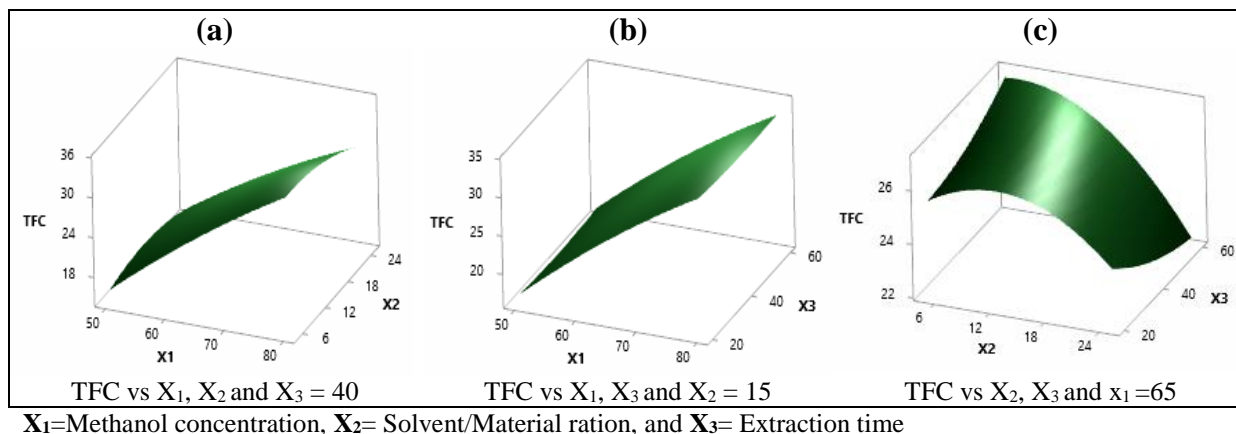 (a) (b) (c)
36
30
24
18
TFC
50
60
70
80
X1
6
12
18
24
X2
35
30
25
20
TFC
50
60
70
80
X1
20
40
60
X3
26
24
22
TFC
6
12
18
24
X2
20
40
60
X3
TFC vs X₁, X₂ and X₃ = 40
TFC vs X₁, X₃ and X₂ = 15
TFC vs X₂, X₃ and x₁ =65
X₁=Methanol concentration, X₂= Solvent/Material ration, and X₃= Extraction time